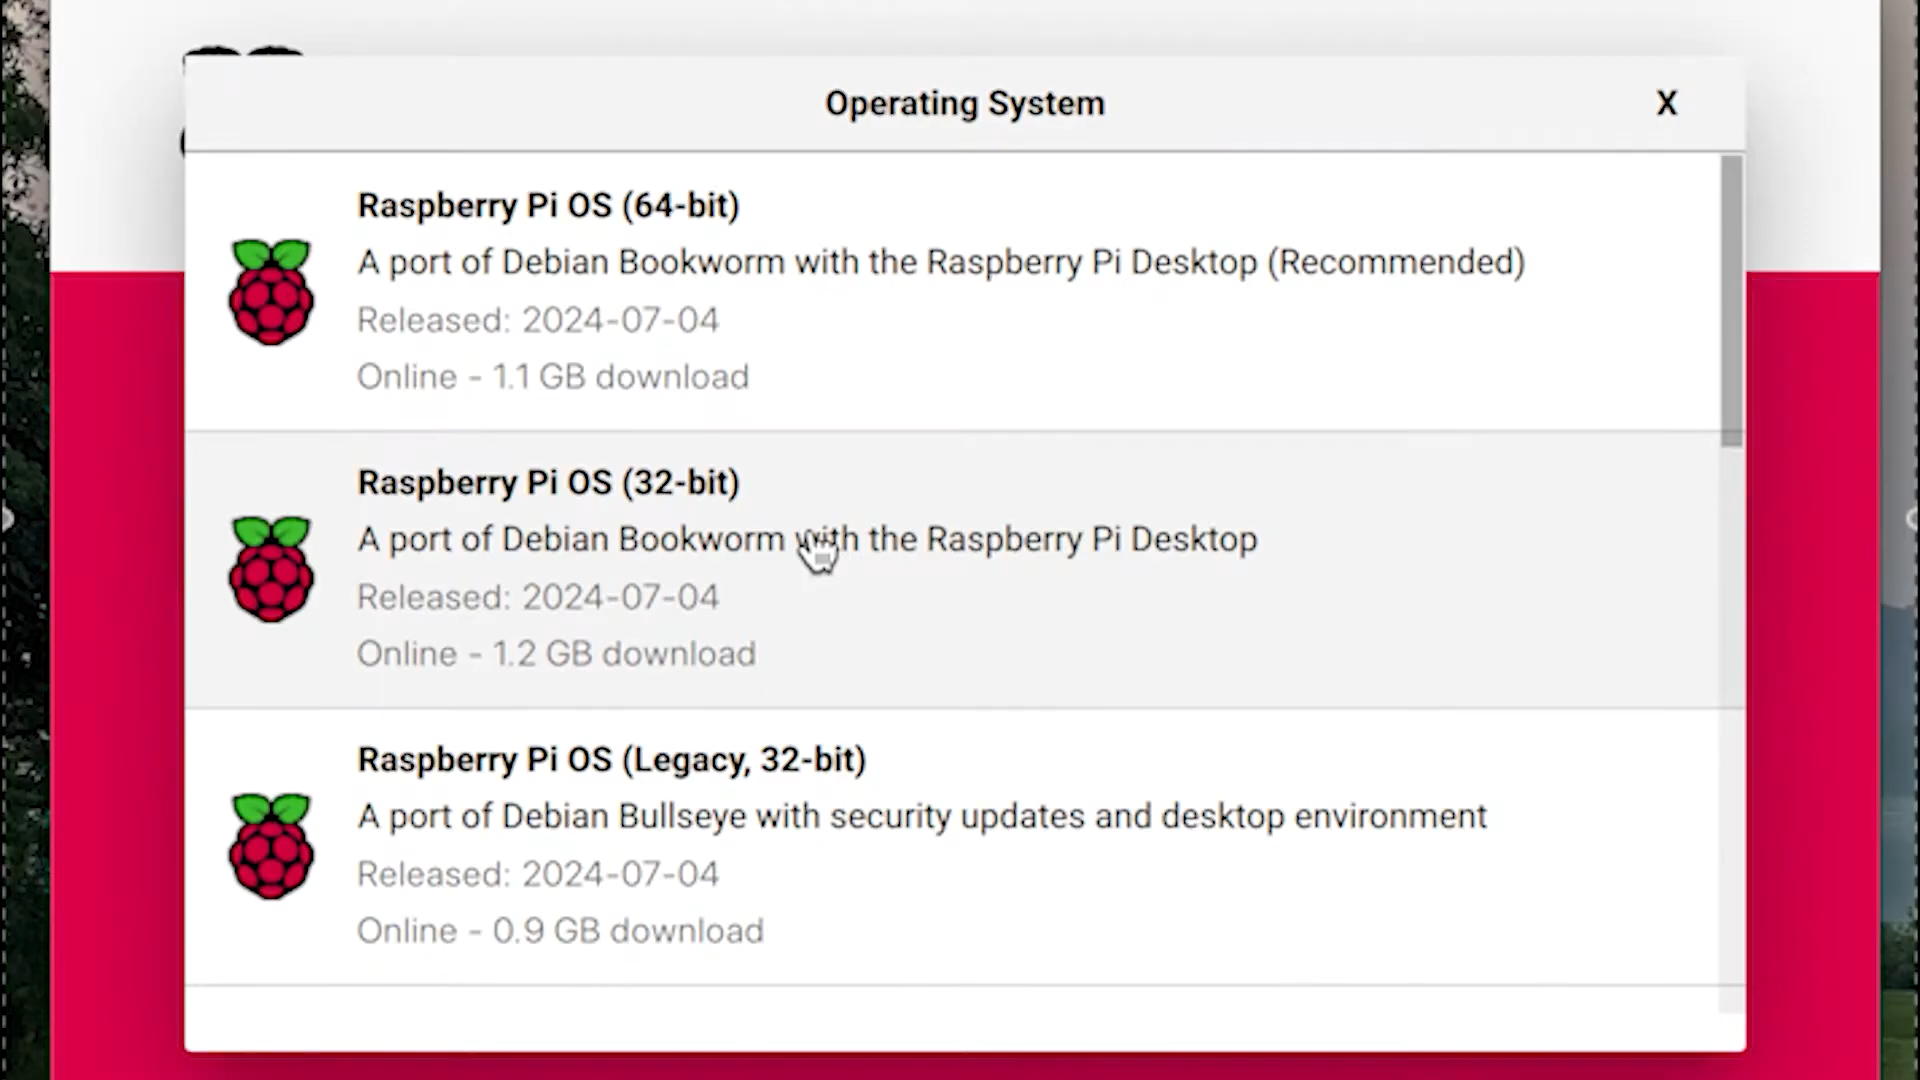 Operating System
X
Raspberry Pi OS (64-bit)
A port of Debian Bookworm with the Raspberry Pi Desktop (Recommended)
Released: 2024-07-04
Online - 1.1 GB download
Raspberry Pi OS (32-bit)
A port of Debian Bookworm with the Raspberry Pi Desktop
Released: 2024-07-04
Online - 1.2 GB download
Raspberry Pi OS (Legacy, 32-bit)
A port of Debian Bullseye with security updates and desktop environment
Released: 2024-07-04
Online - 0.9 GB download